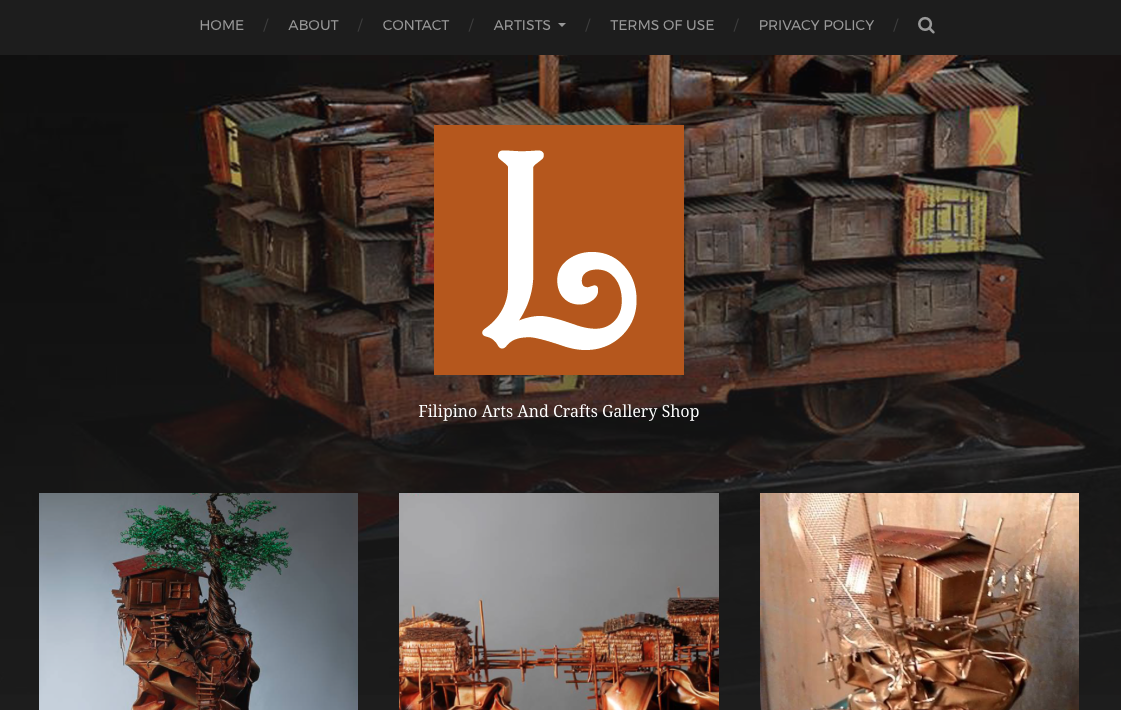 HOME / ABOUT / CONTACT / ARTISTS / TERMS OF USE / PRIVACY POLICY /
L
Filipino Arts And Crafts Gallery Shop